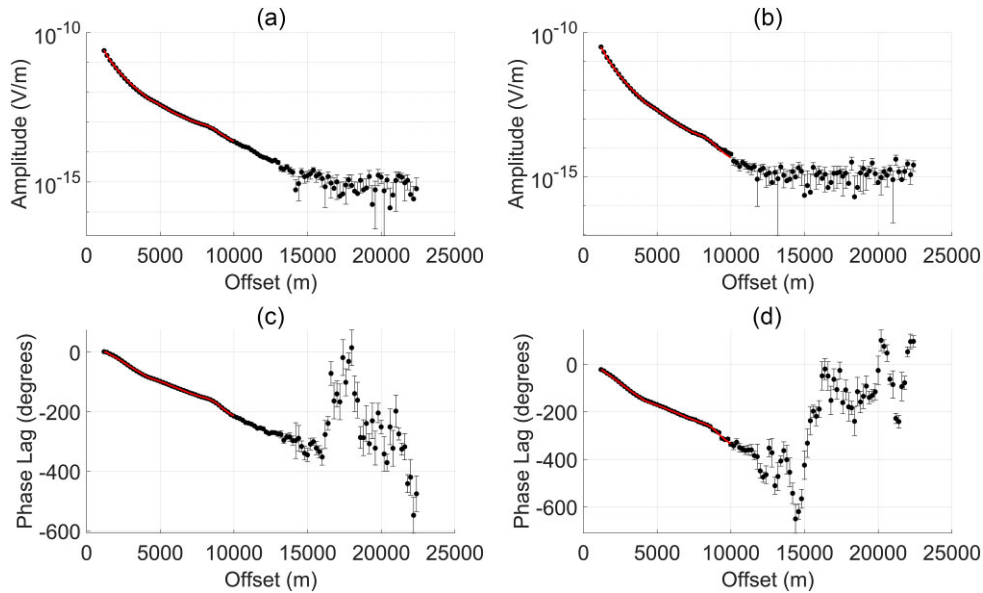 (a)
10^-10
10^-15
Amplitude (V/m)
0 5000 10000 15000 20000 25000
Offset (m)
(b)
10^-10
10^-15
Amplitude (V/m)
0 5000 10000 15000 20000 25000
Offset (m)
(c)
0
-200
-400
-600
Phase Lag (degrees)
0 5000 10000 15000 20000 25000
Offset (m)
(d)
0
-200
-400
-600
Phase Lag (degrees)
0 5000 10000 15000 20000 25000
Offset (m)